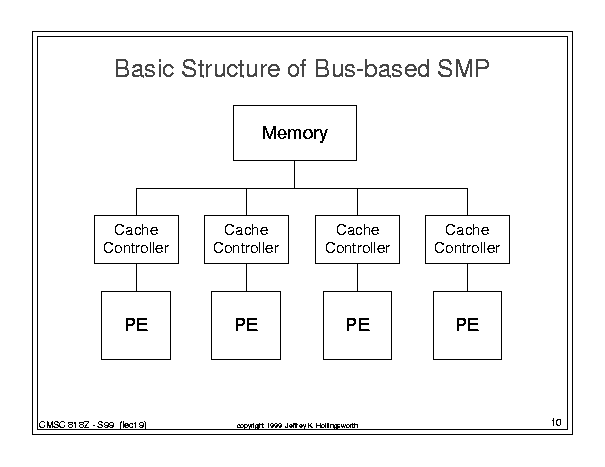 Basic Structure of Bus-based SMP
Memory
Cache
Controller
Cache
Controller
Cache
Controller
Cache
Controller
PE
PE
PE
PE
CMSC 818Z - S99 (lect 9)
copyright 1999 Jeffrey K. Hollingsworth
10